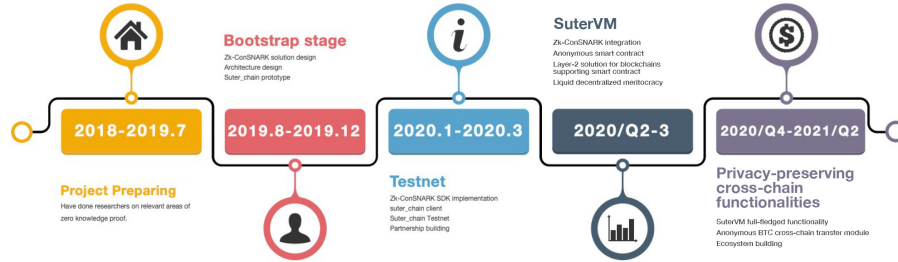 2018-2019.7
Project Preparing
Have done researchers on relevant areas of
zero knowledge proof.
Bootstrap stage
Zk-ConSNARK solution design
Architecture design
Suter_chain prototype
2019.8-2019.12
i
2020.1-2020.3
Testnet
Zk-ConSNARK SDK implementation
suter_chain client
Suter_chain Testnet
Partnership building
SuterVM
Zk-ConSNARK integration
Anonymous smart contract
Layer-2 solution for blockchains
supporting smart contract
Liquid decentralized meritocracy
2020/Q2-3
$
2020/Q4-2021/Q2
Privacy-preserving
cross-chain
functionalities
SuterVM full-fledged functionality
Anonymous BTC cross-chain transfer module
Ecosystem building